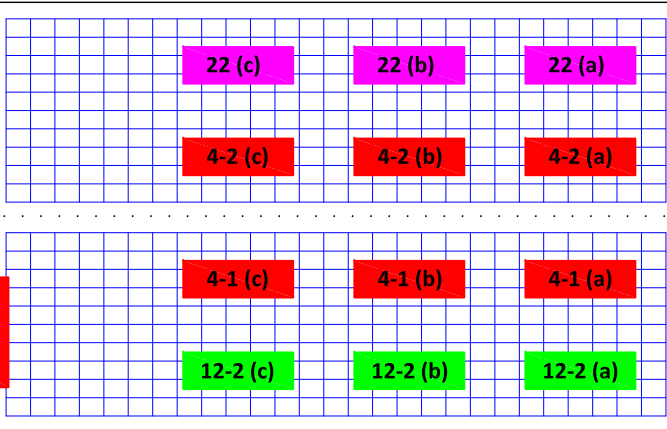 22 (c) 22 (b) 22 (a)
4-2 (c) 4-2 (b) 4-2 (a)
4-1 (c) 4-1 (b) 4-1 (a)
12-2 (c) 12-2 (b) 12-2 (a)